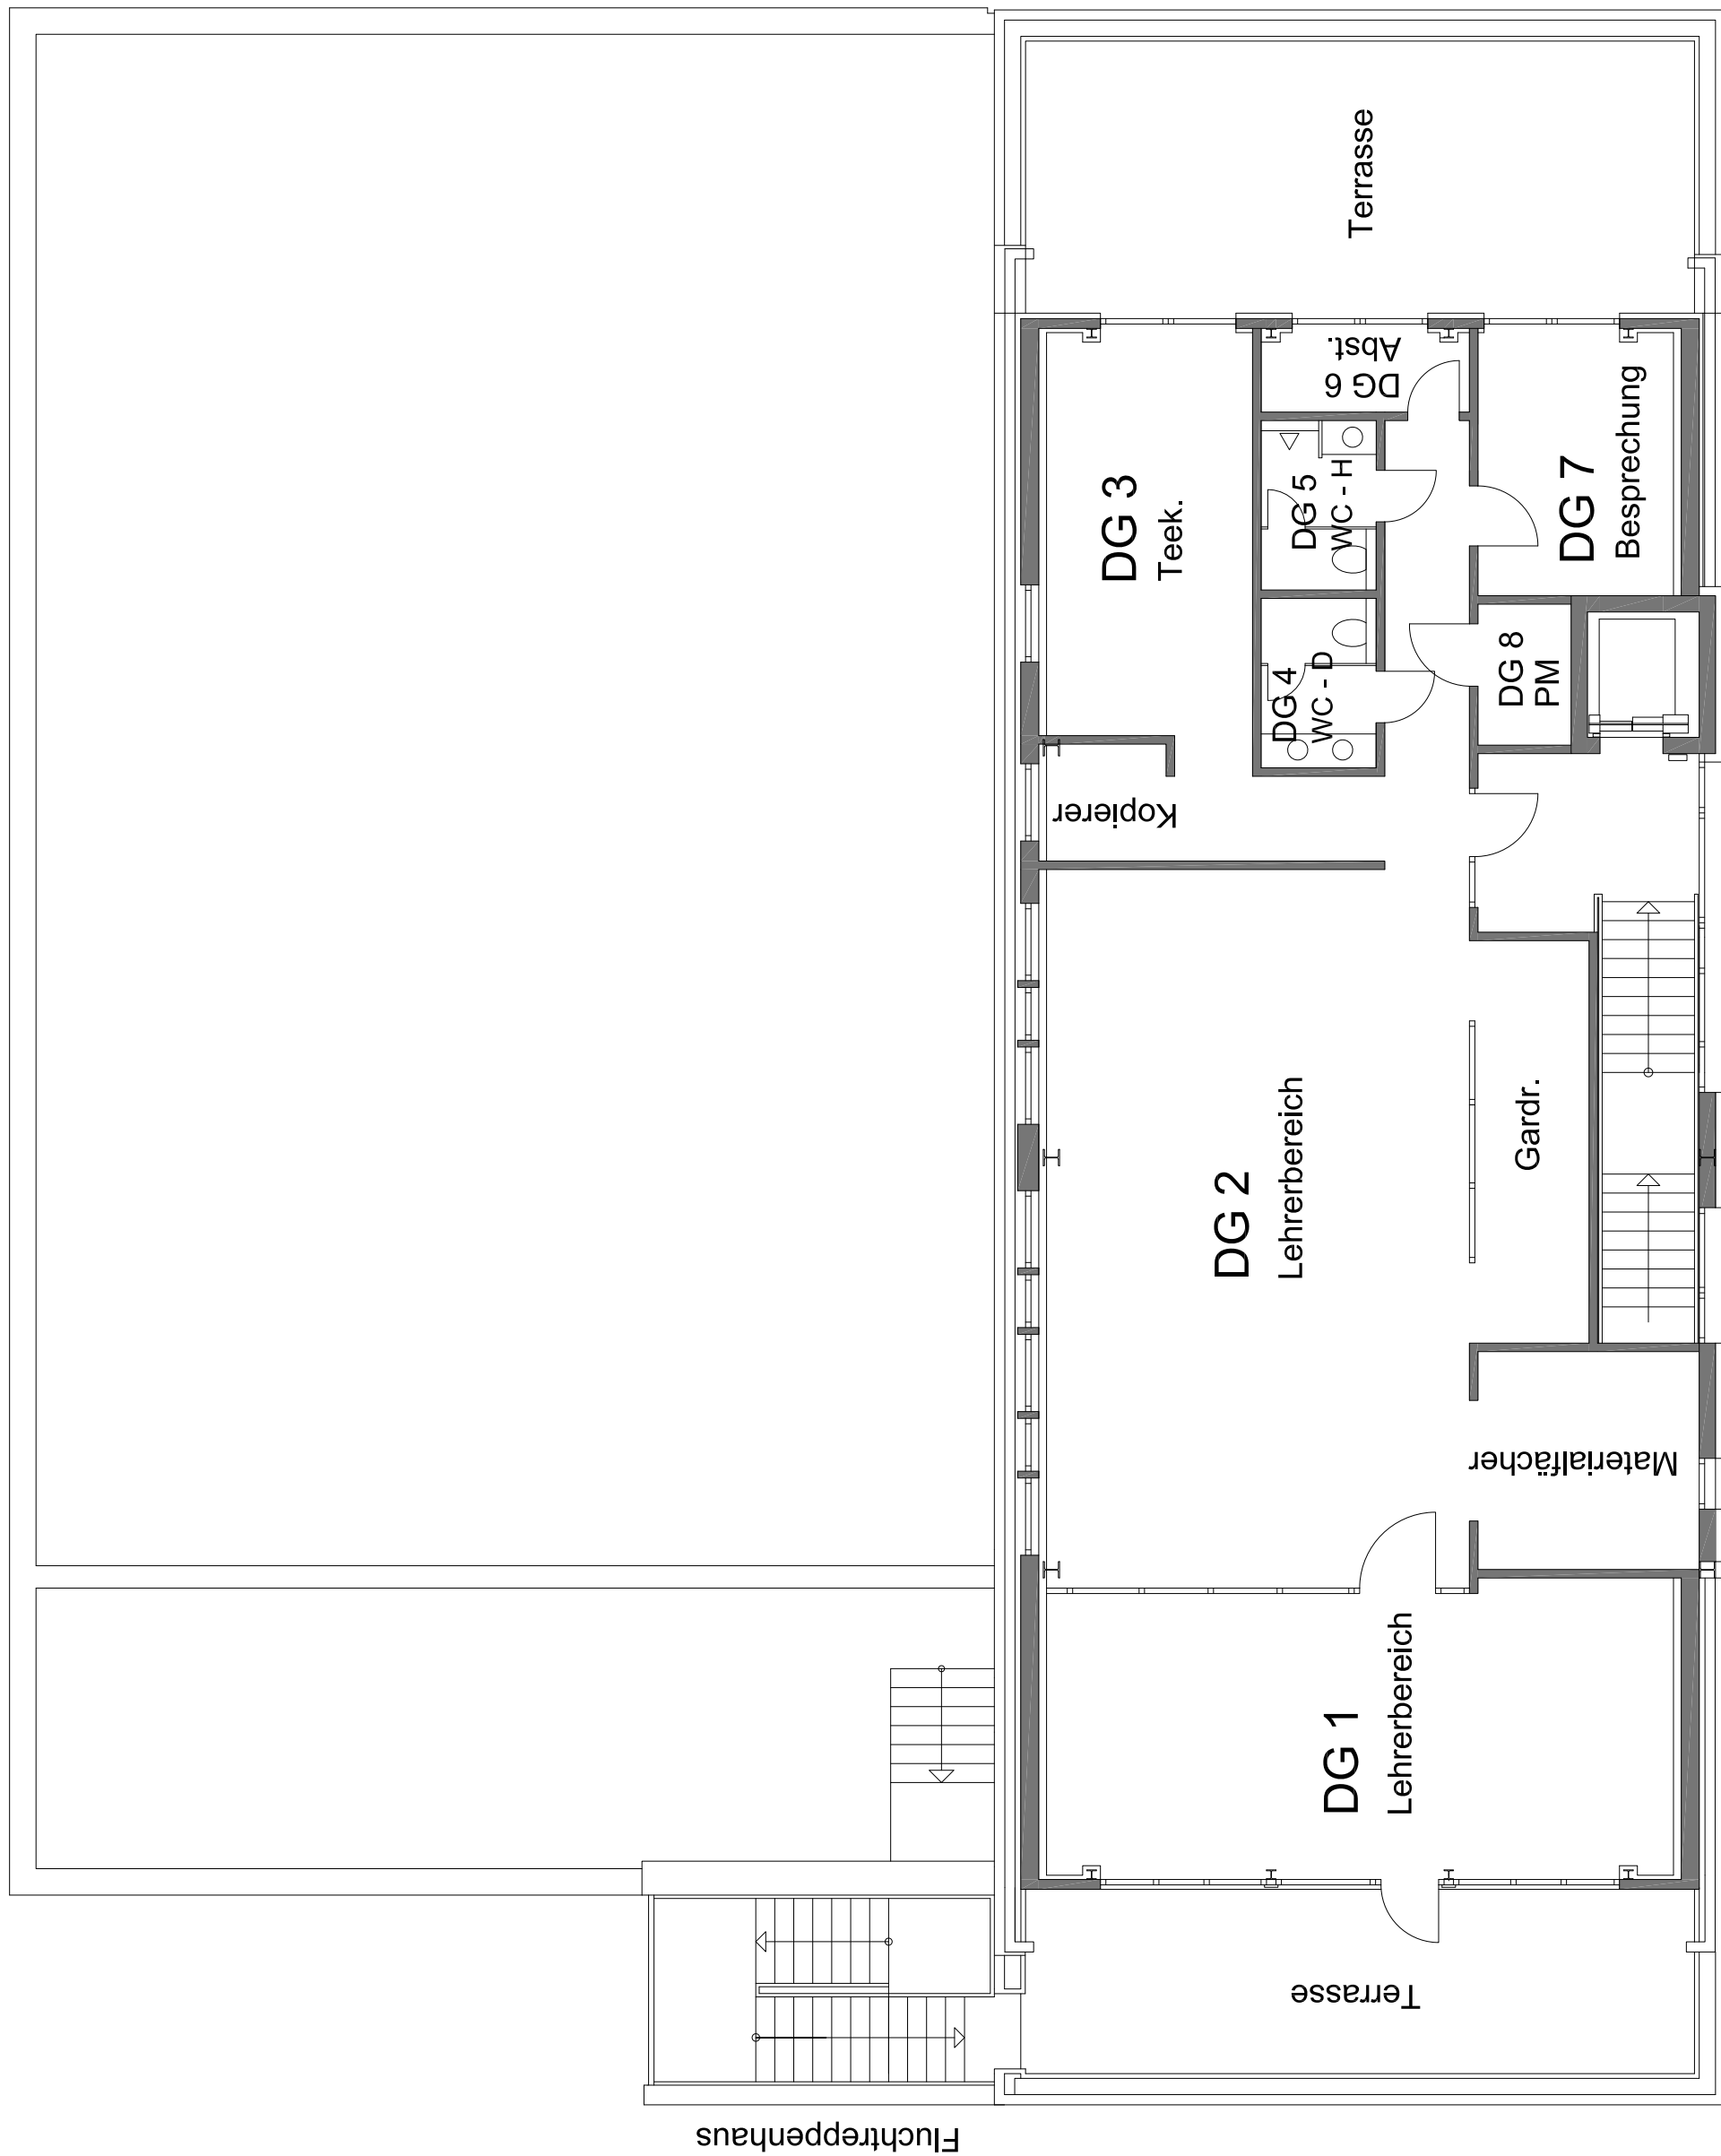 Terrasse
DG 3
Teek.
DG 6
Abst.
DG 5
WC - H
DG 7
Besprechung
DG 4
WC - D
DG 8
PM
Kopierer
DG 2
Lehrerbereich
Gardr.
Materialfächer
DG 1
Lehrerbereich
Terrasse
Fluchtreppenhaus